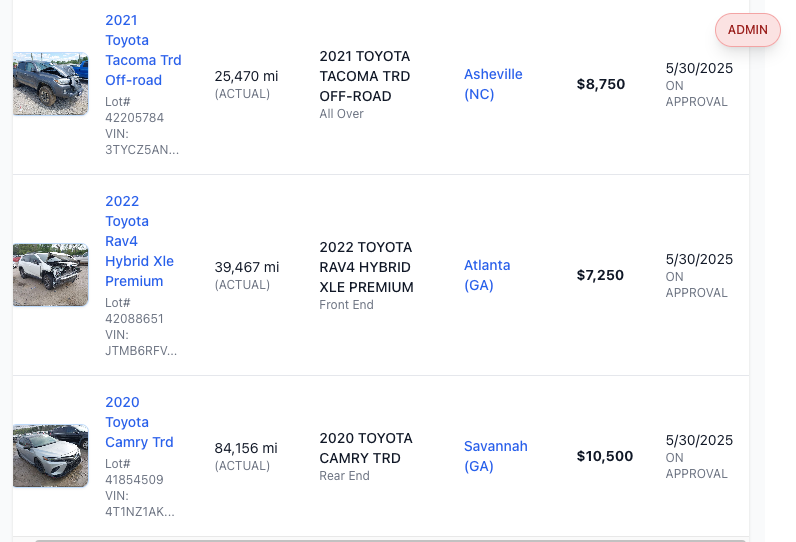 ADMIN
2021
Toyota
Tacoma Trd
Off-road
Lot#
42205784
VIN:
3TYCZ5AN...
25,470 mi
(ACTUAL)
2021 TOYOTA
TACOMA TRD
OFF-ROAD
All Over
Asheville
(NC)
$8,750
5/30/2025
ON
APPROVAL
2022
Toyota
Rav4
Hybrid Xle
Premium
Lot#
42088651
VIN:
JTMB6RFV...
39,467 mi
(ACTUAL)
2022 TOYOTA
RAV4 HYBRID
XLE PREMIUM
Front End
Atlanta
(GA)
$7,250
5/30/2025
ON
APPROVAL
2020
Toyota
Camry Trd
Lot#
41854509
VIN:
4T1NZ1AK...
84,156 mi
(ACTUAL)
2020 TOYOTA
CAMRY TRD
Rear End
Savannah
(GA)
$10,500
5/30/2025
ON
APPROVAL